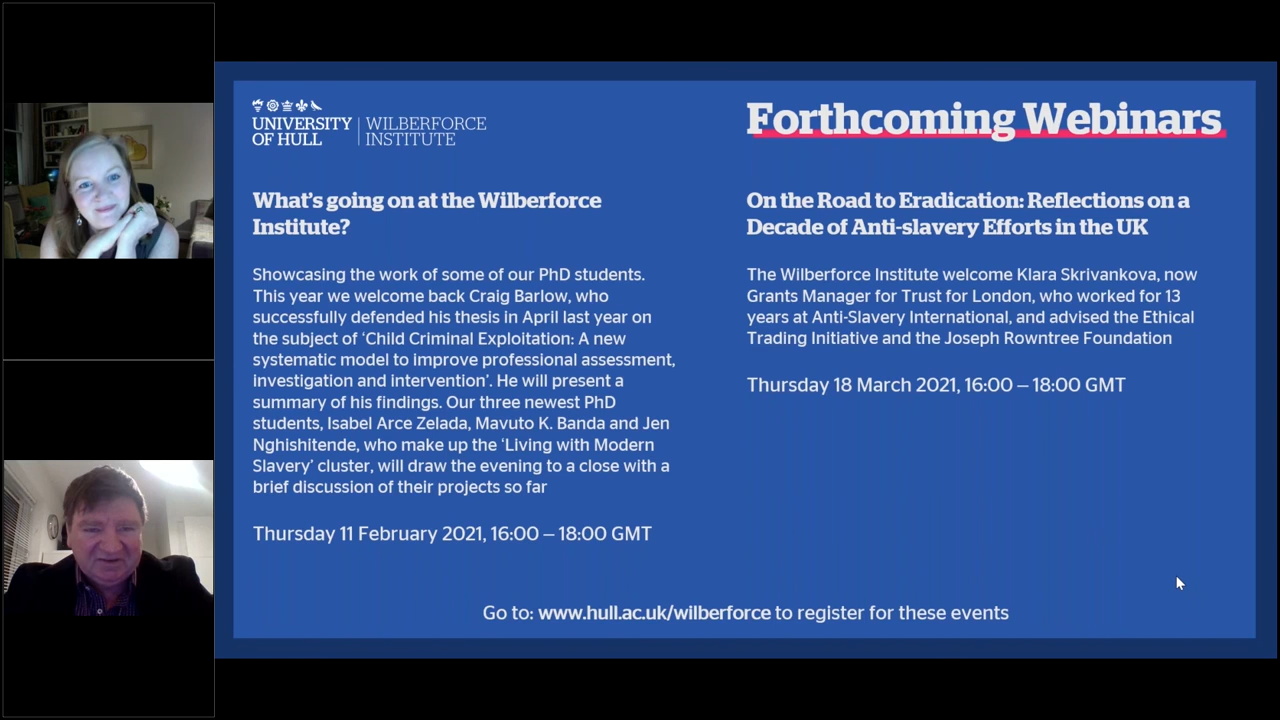 UNIVERSITY
OF HULL
WILBERFORCE
INSTITUTE
Forthcoming Webinars
What's going on at the Wilberforce
Institute?
Showcasing the work of some of our PhD students.
This year we welcome back Craig Barlow, who
successfully defended his thesis in April last year on
the subject of 'Child Criminal Exploitation: A new
systematic model to improve professional assessment,
investigation and intervention'. He will present a
summary of his findings. Our three newest PhD
students, Isabel Arce Zelada, Mavuto K. Banda and Jen
Nghishitende, who make up the 'Living with Modern
Slavery' cluster, will draw the evening to a close with a
brief discussion of their projects so far
Thursday 11 February 2021, 16:00 – 18:00 GMT
On the Road to Eradication: Reflections on a
Decade of Anti-slavery Efforts in the UK
The Wilberforce Institute welcome Klara Skrivankova, now
Grants Manager for Trust for London, who worked for 13
years at Anti-Slavery International, and advised the Ethical
Trading Initiative and the Joseph Rowntree Foundation
Thursday 18 March 2021, 16:00 – 18:00 GMT
Go to: www.hull.ac.uk/wilberforce to register for these events